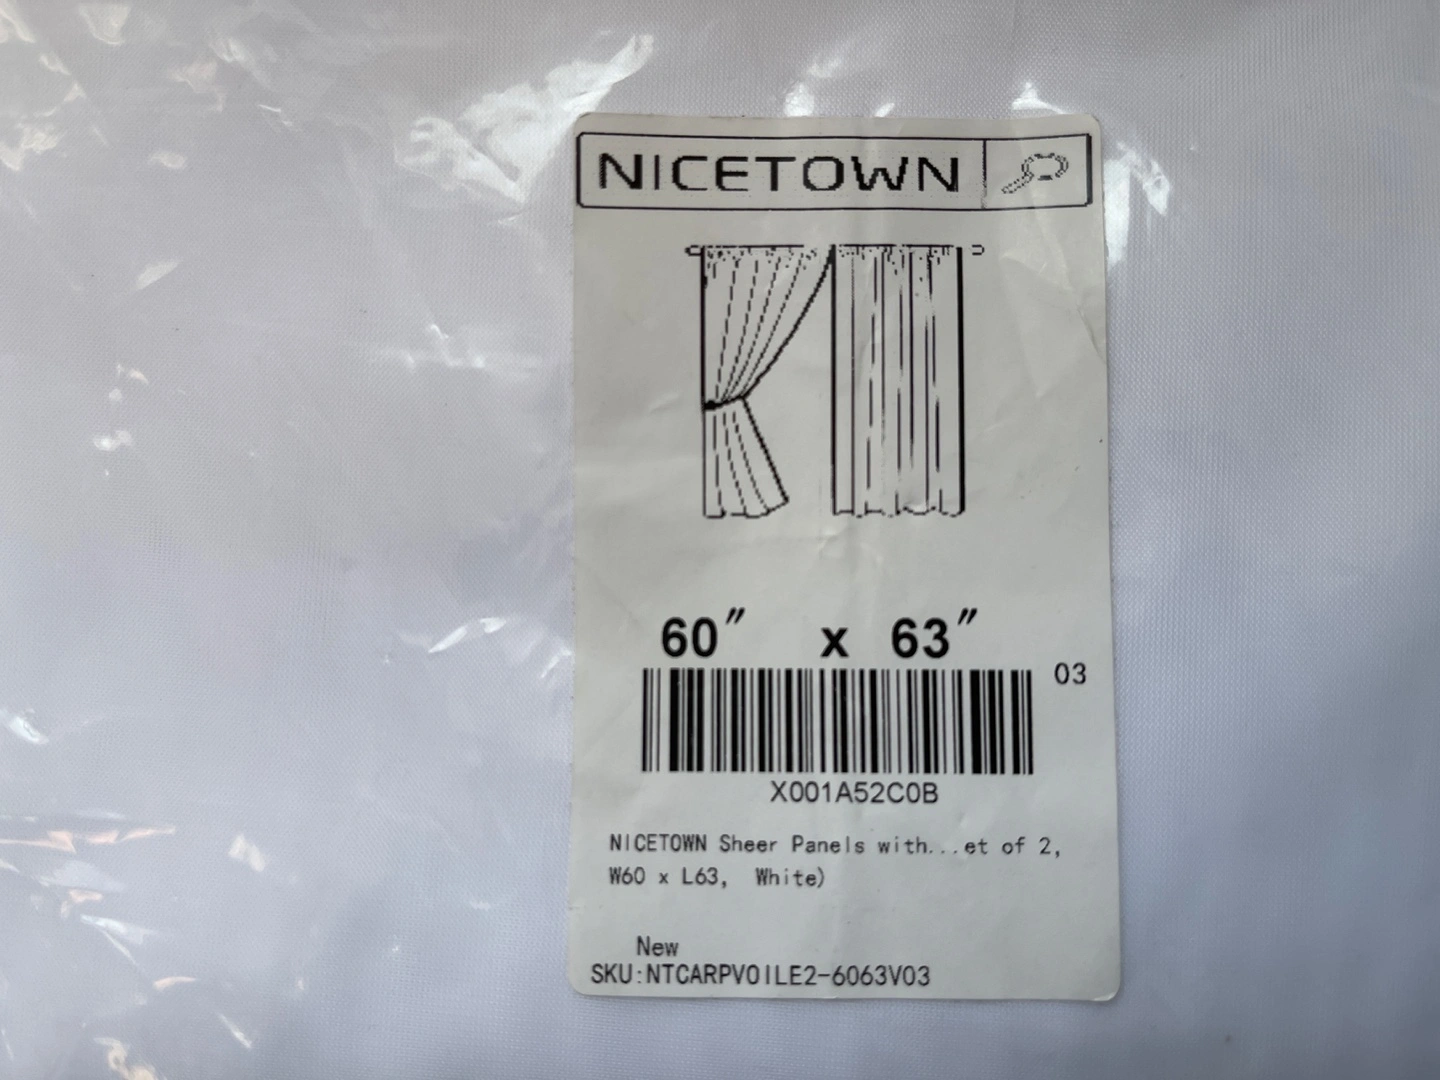 NICETOWN
60" x 63"
03
X001A52C0B
NICETOWN Sheer Panels with...et of 2,
W60 x L63, White)
New
SKU:NTCARPVOILE2-6063V03